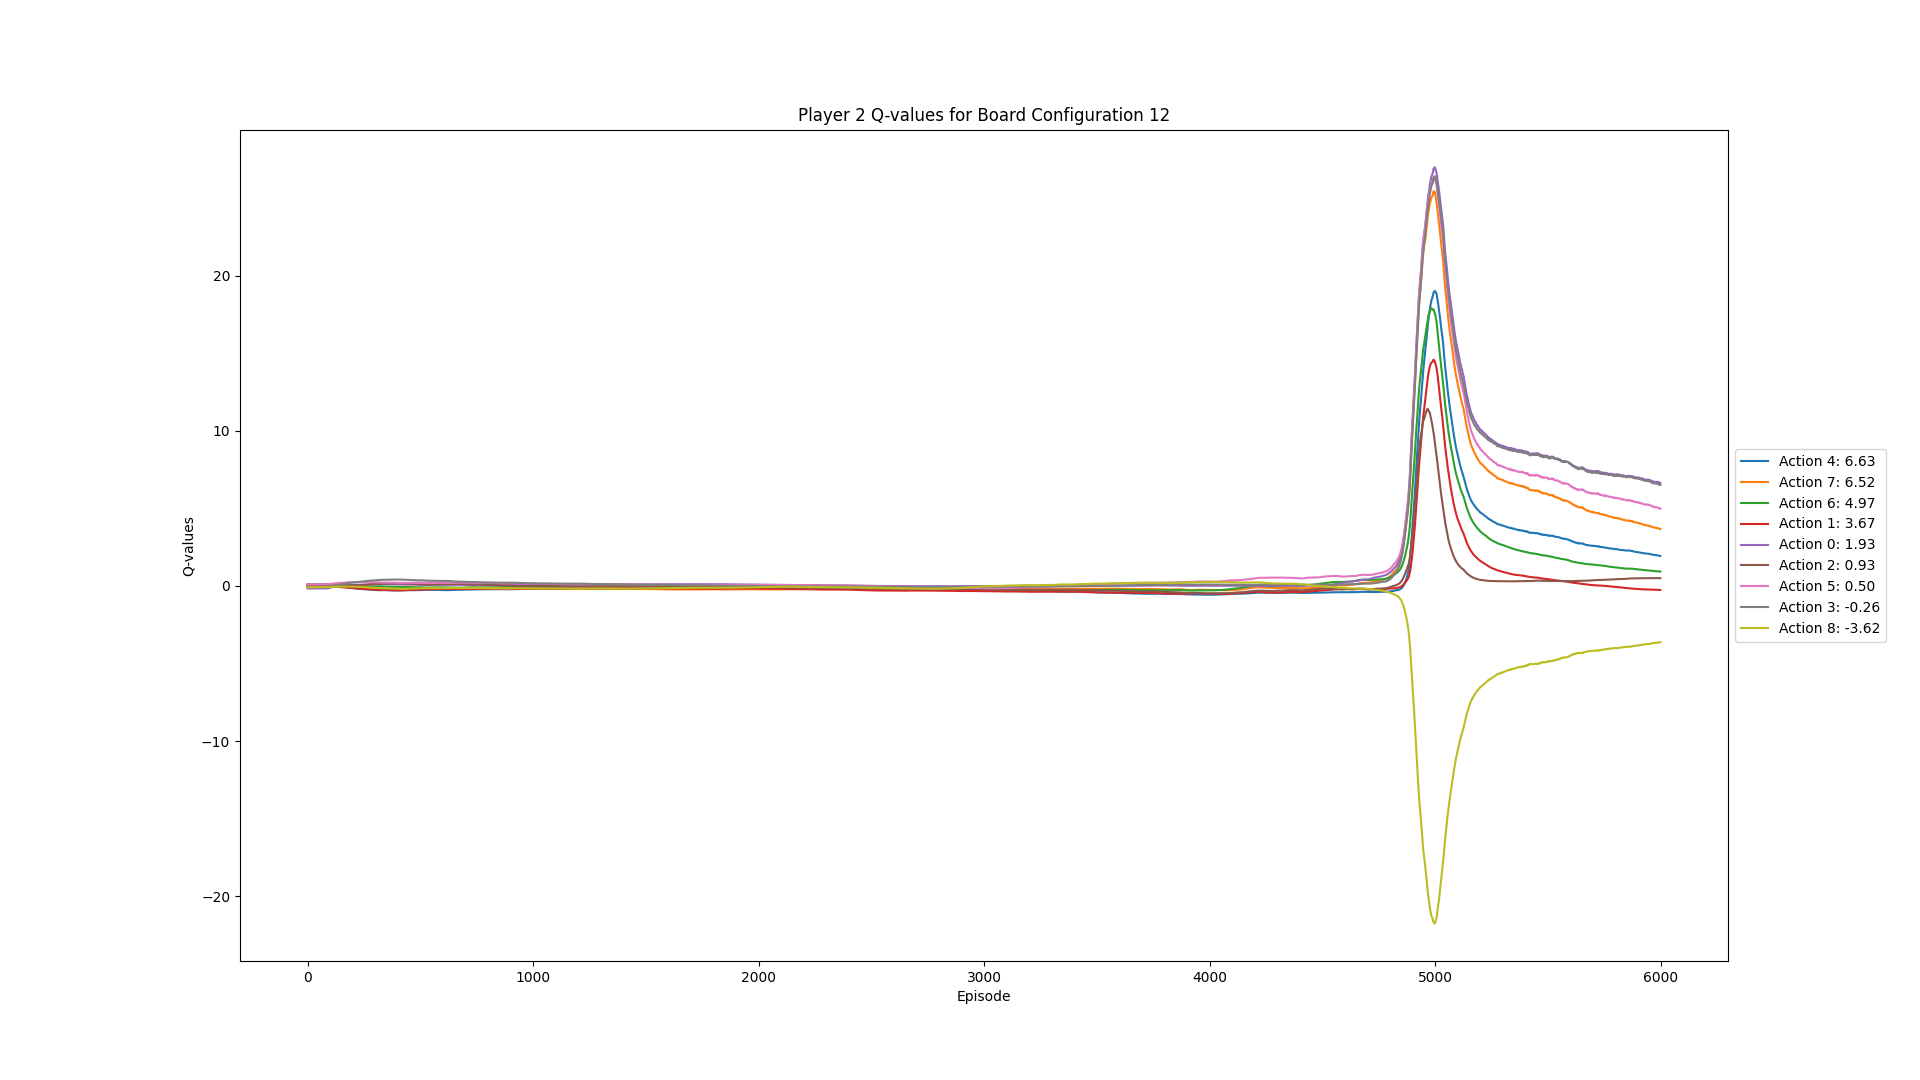 Player 2 Q-values for Board Configuration 12
Q-values
20
10
0
−10
−20
0 1000 2000 3000 4000 5000 6000
Episode
Action 4: 6.63
Action 7: 6.52
Action 6: 4.97
Action 1: 3.67
Action 0: 1.93
Action 2: 0.93
Action 5: 0.50
Action 3: -0.26
Action 8: -3.62